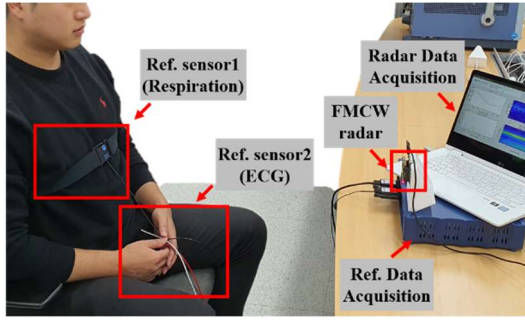 Ref. sensor1
(Respiration)
Ref. sensor2
(ECG)
Radar Data
Acquisition
FMCW
radar
Ref. Data
Acquisition